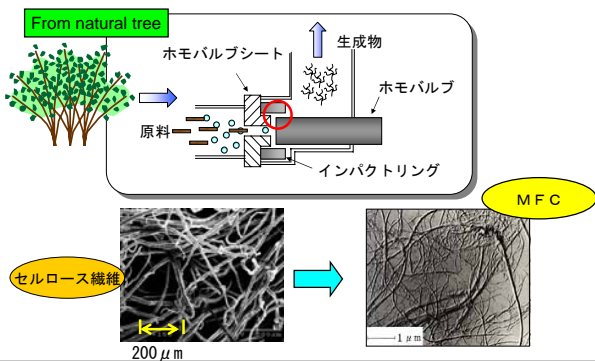 From natural tree
ホモバルブシート
生成物
ホモバルブ
原料
インパクトリング
ＭＦＣ
セルロース繊維
200μm
1μm